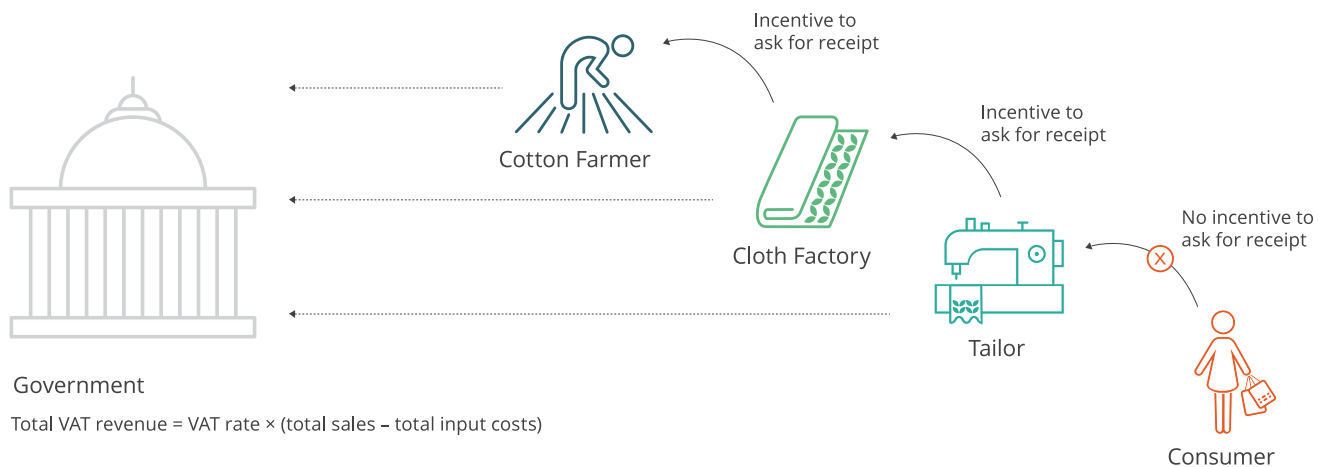 Incentive to
ask for receipt
Cotton Farmer
Incentive to
ask for receipt
Cloth Factory
No incentive to
ask for receipt
X
Tailor
Government
Total VAT revenue = VAT rate × (total sales – total input costs)
Consumer